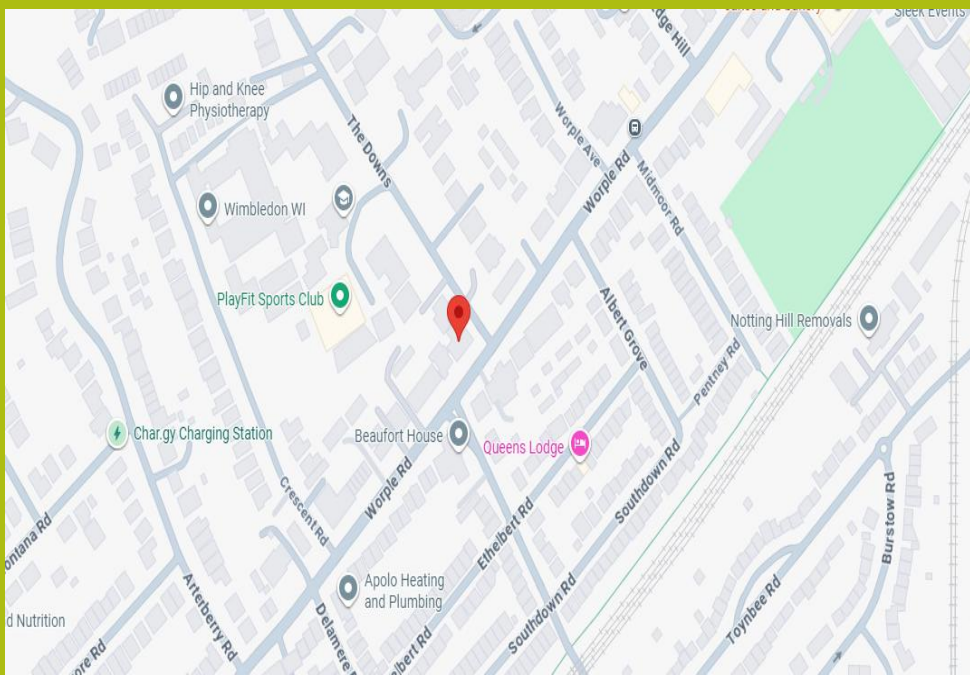 Sleek Events
Hip and Knee
Physiotherapy
The Downs
Worple Ave
Worple Rd
Midmoor Rd
Wimbledon WI
PlayFit Sports Club
Albert Grove
Notting Hill Removals
Pentney Rd
Char.gy Charging Station
Beaufort House
Queens Lodge
Crescent Rd
Worple Rd
Ethelbert Rd
Southdown Rd
Burstow Rd
Arterberry Rd
Apolo Heating
and Plumbing
Southdown Rd
Toynbee Rd
d Nutrition